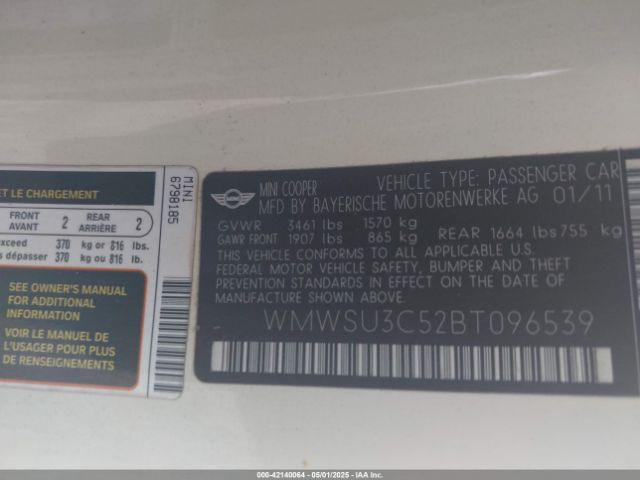 MINI
6798185
ET LE CHARGEMENT
FRONT
AVANT
2
REAR
ARRIÈRE
2
exceed 370 kg or 816 lbs.
s dépasser 370 kg ou 816 lb.
SEE OWNER'S MANUAL
FOR ADDITIONAL
INFORMATION
VOIR LE MANUEL DE
L'USAGER POUR PLUS
DE RENSEIGNEMENTS
MINI
MINI COOPER VEHICLE TYPE: PASSENGER CAR
MFD BY BAYERISCHE MOTORENWERKE AG 01/11
GVWR 3461 lbs 1570 kg
GAWR FRONT 1907 lbs 865 kg REAR 1664 lbs 755 kg
THIS VEHICLE CONFORMS TO ALL APPLICABLE U.S.
FEDERAL MOTOR VEHICLE SAFETY, BUMPER AND THEFT
PREVENTION STANDARDS IN EFFECT ON THE DATE OF
MANUFACTURE SHOWN ABOVE.
WMWSU3C52BT096539
000-42140064 - 05/01/2025 - IAA Inc.